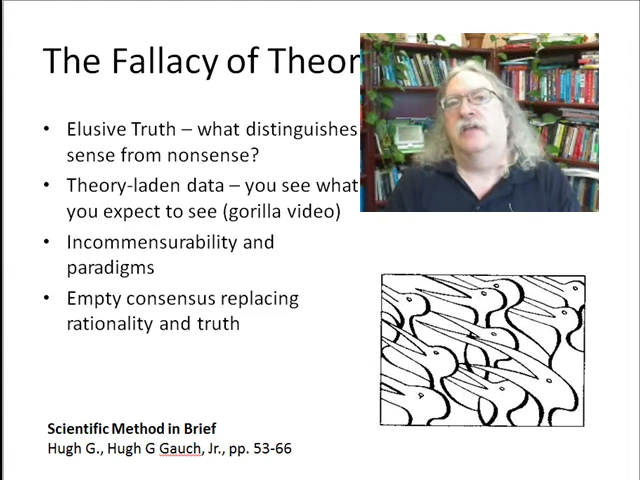 The Fallacy of Theor
• Elusive Truth – what distinguishes
sense from nonsense?
• Theory-laden data – you see what
you expect to see (gorilla video)
• Incommensurability and
paradigms
• Empty consensus replacing
rationality and truth
Scientific Method in Brief
Hugh G., Hugh G Gauch, Jr., pp. 53-66